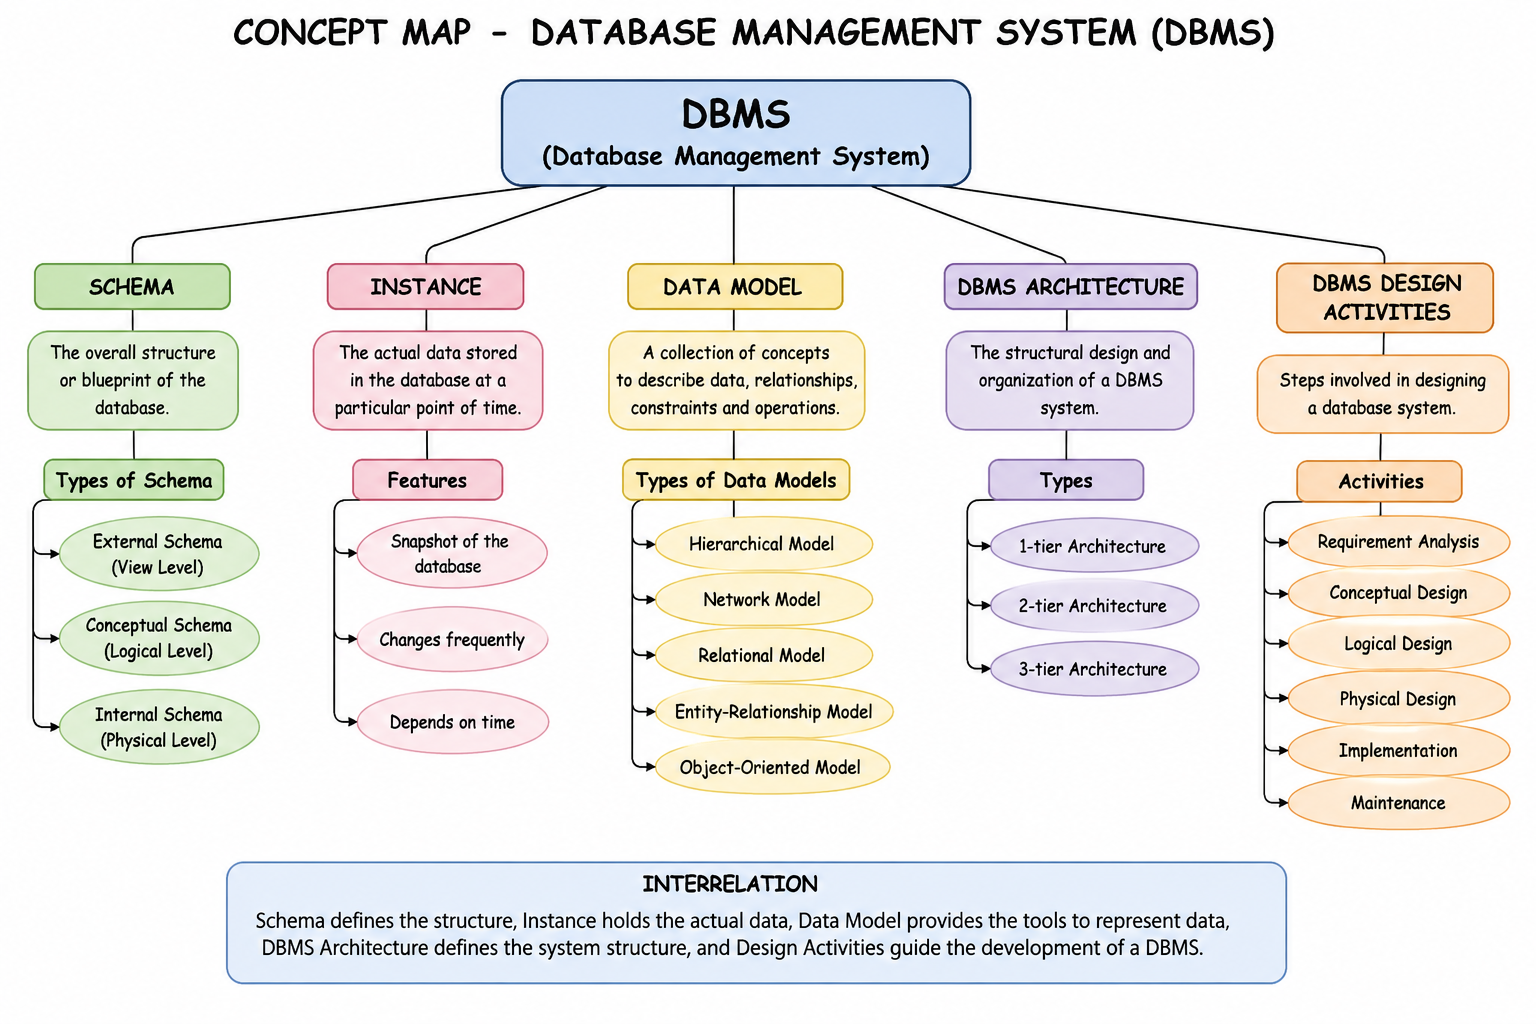 CONCEPT MAP - DATABASE MANAGEMENT SYSTEM (DBMS)
DBMS
(Database Management System)
SCHEMA
The overall structure
or blueprint of the
database.
Types of Schema
External Schema
(View Level)
Conceptual Schema
(Logical Level)
Internal Schema
(Physical Level)
INSTANCE
The actual data stored
in the database at a
particular point of time.
Features
Snapshot of the
database
Changes frequently
Depends on time
DATA MODEL
A collection of concepts
to describe data, relationships,
constraints and operations.
Types of Data Models
Hierarchical Model
Network Model
Relational Model
Entity-Relationship Model
Object-Oriented Model
DBMS ARCHITECTURE
The structural design and
organization of a DBMS
system.
Types
1-tier Architecture
2-tier Architecture
3-tier Architecture
DBMS DESIGN
ACTIVITIES
Steps involved in designing
a database system.
Activities
Requirement Analysis
Conceptual Design
Logical Design
Physical Design
Implementation
Maintenance
INTERRELATION
Schema defines the structure, Instance holds the actual data, Data Model provides the tools to represent data,
DBMS Architecture defines the system structure, and Design Activities guide the development of a DBMS.